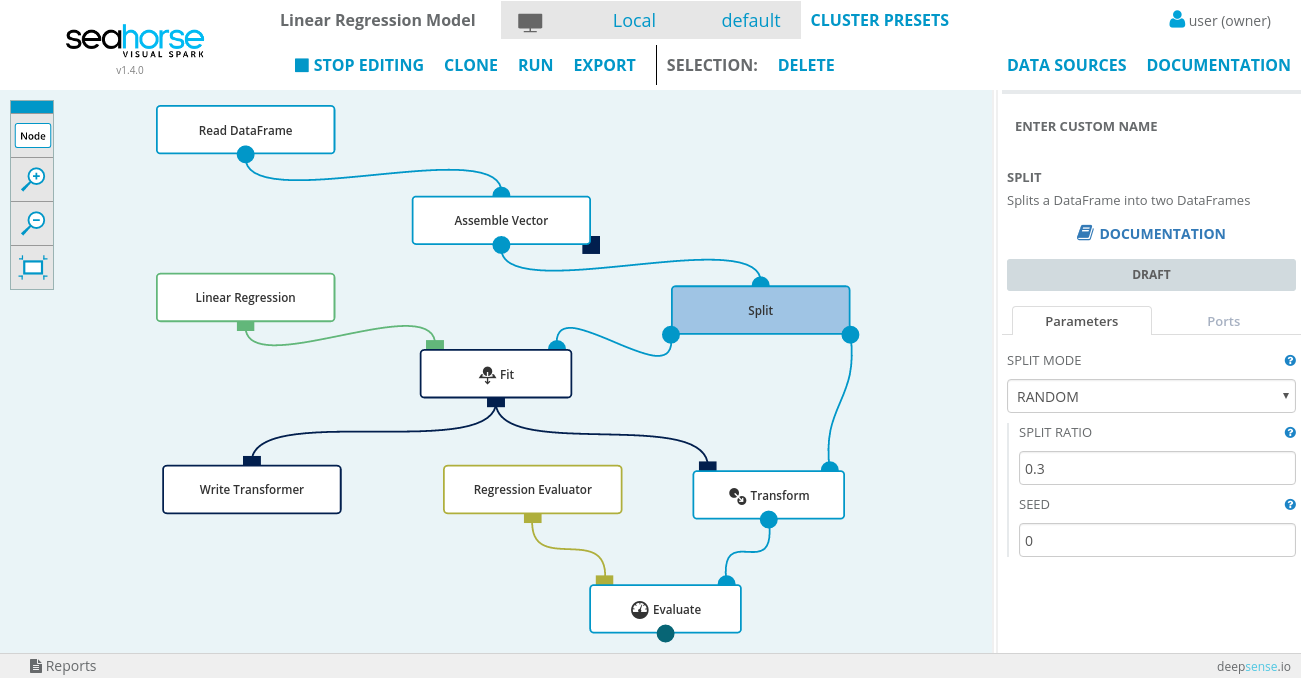 Linear Regression Model
Local default
CLUSTER PRESETS
user (owner)
seahorse
VISUAL SPARK
v1.4.0
STOP EDITING CLONE RUN EXPORT SELECTION: DELETE
DATA SOURCES DOCUMENTATION
Node
Read DataFrame
Assemble Vector
Linear Regression
Split
Fit
Write Transformer
Regression Evaluator
Transform
Evaluate
ENTER CUSTOM NAME
SPLIT
Splits a DataFrame into two DataFrames
DOCUMENTATION
DRAFT
Parameters Ports
SPLIT MODE ?
RANDOM
SPLIT RATIO ?
0.3
SEED ?
0
Reports
deepsense.io